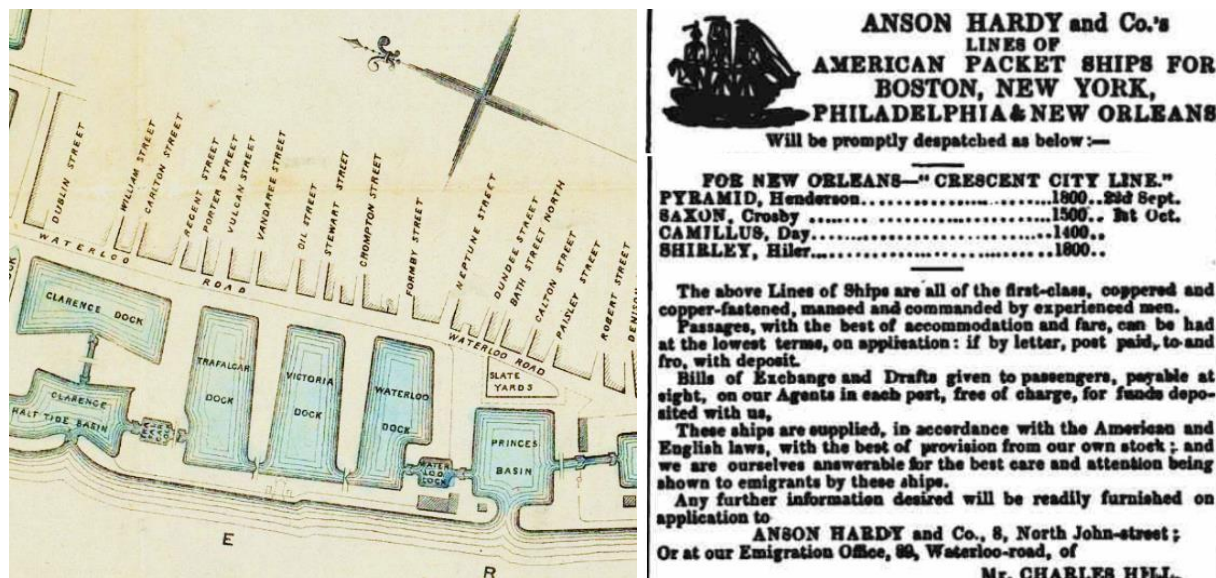 DUBLIN STREET
WILLIAM STREET
CARLTON STREET
REGENT STREET
PORTER STREET
VULCAN STREET
VANDRIES STREET
OIL STREET
STEWART STREET
CROMPTON STREET
FORMBY STREET
NEPTUNE STREET
DUNDEE STREET
BATH STREET NORTH
GALTON STREET
PAISLEY STREET
ROBERT STREET
DENISON
WATERLOO ROAD
WATERLOO ROAD
CLARENCE DOCK
TRAFALGAR
DOCK
VICTORIA
DOCK
WATERLOO
DOCK
SLATE
YARDS
CLARENCE
HALF TIDE BASIN
WATER
LOO
LOCK
PRINCES
BASIN
E
R
ANSON HARDY and Co.'s
LINES OF
AMERICAN PACKET SHIPS FOR
BOSTON, NEW YORK,
PHILADELPHIA & NEW ORLEANS
Will be promptly despatched as below:—
FOR NEW ORLEANS—"CRESCENT CITY LINE."
PYRAMID, Henderson 1800 22d Sept.
SAXON, Crosby 1500 1st Oct.
CAMILLUS, Day 1400
SHIRLEY, Hiler 1800
The above Lines of Ships are all of the first-class, coppered and
copper-fastened, manned and commanded by experienced men.
Passages, with the best of accommodation and fare, can be had
at the lowest terms, on application: if by letter, post paid, to and
fro, with deposit.
Bills of Exchange and Drafts given to passengers, payable at
sight, on our Agents in each port, free of charge, for funds depo-
sited with us,
These ships are supplied, in accordance with the American and
English laws, with the best of provision from our own stock; and
we are ourselves answerable for the best care and attention being
shown to emigrants by these ships.
Any further information desired will be readily furnished on
application to
ANSON HARDY and Co., 8, North John-street;
Or at our Emigration Office, 89, Waterloo-road, of
Mr. CHARLES HILL.